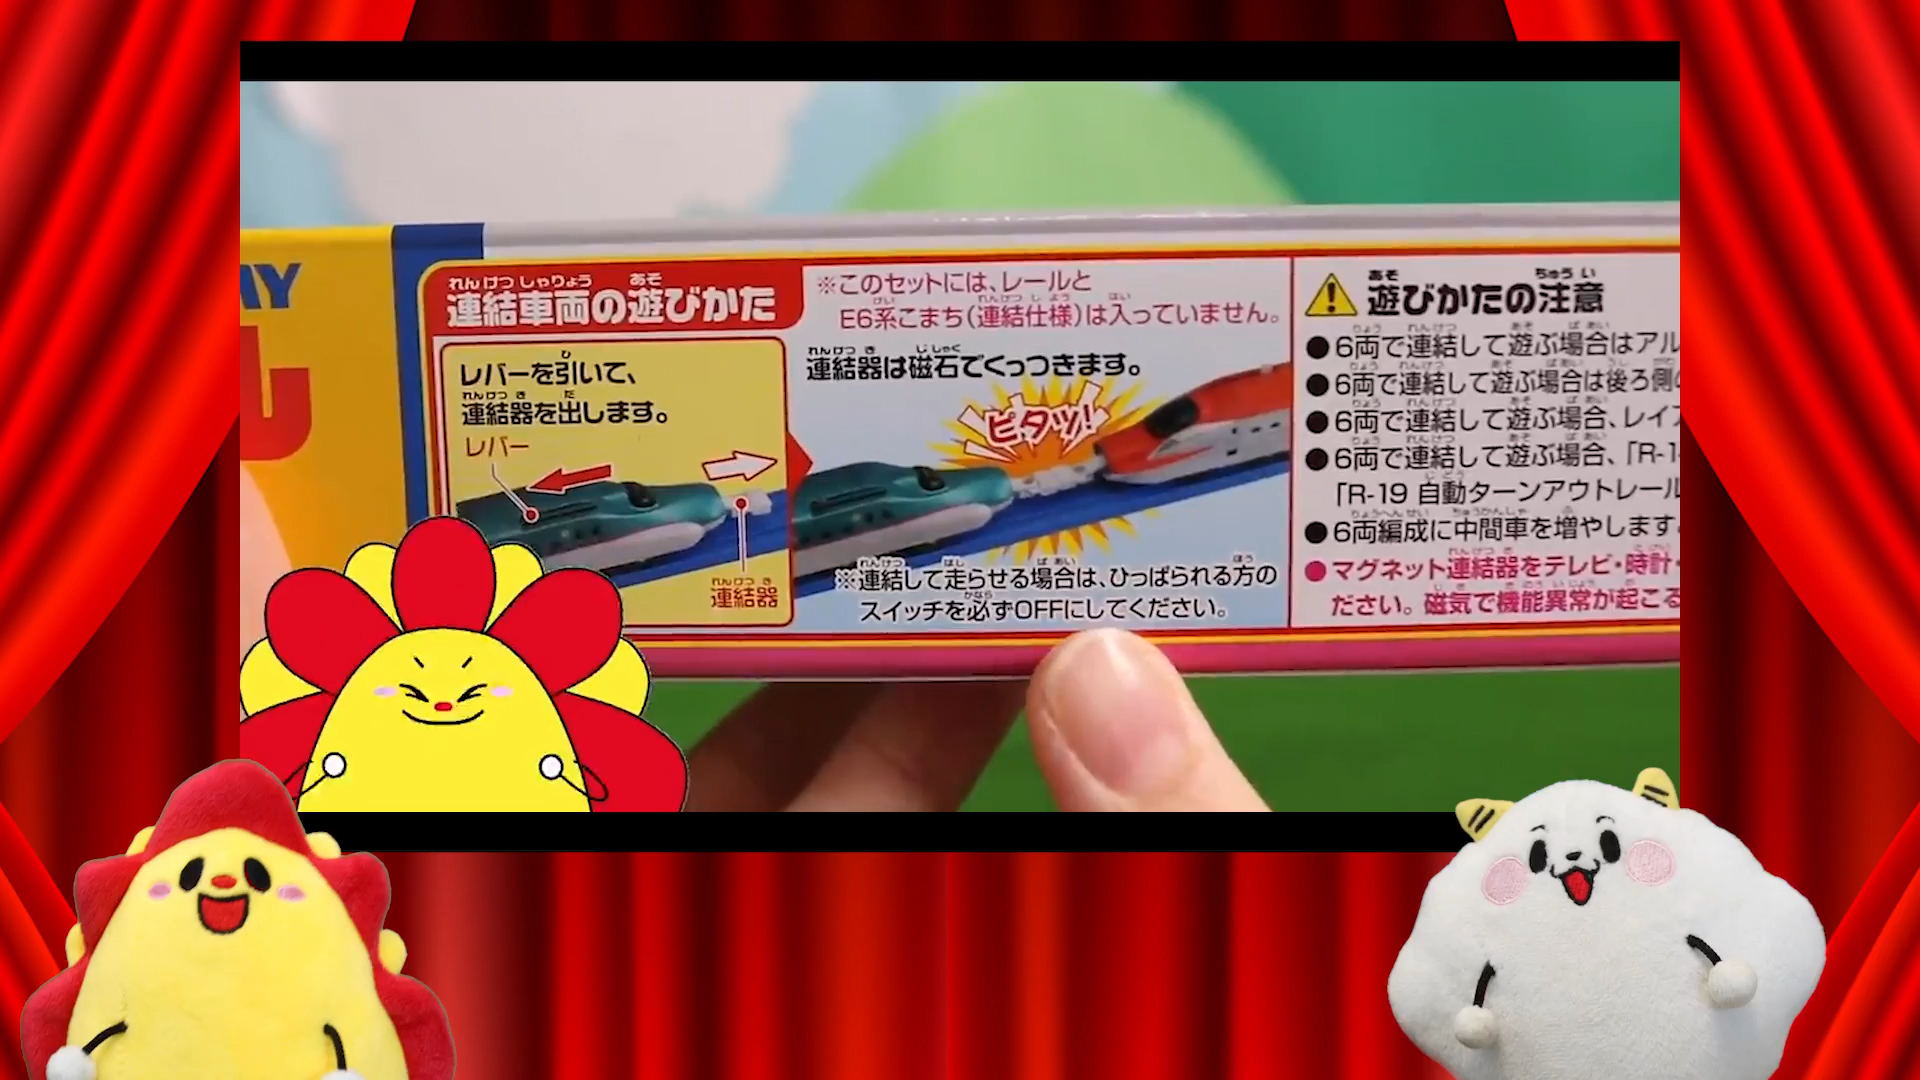 連結車両の遊びかた
レバーを引いて、
連結器を出します。
レバー
連結器
※このセットには、レールと
E6系こまち(連結仕様)は入っていません。
連結器は磁石でくっつきます。
ピタッ!
※連結して走らせる場合は、ひっぱられる方の
スイッチを必ずOFFにしてください。
遊びかたの注意
●6両で連結して遊ぶ場合はアル
●6両で連結して遊ぶ場合は後ろ側
●6両で連結して遊ぶ場合、レイア
●6両で連結して遊ぶ場合、「R-1
「R-19 自動ターンアウトレール
●6両編成に中間車を増やします
●マグネット連結器をテレビ・時計・
ださい。磁気で機能異常が起こる